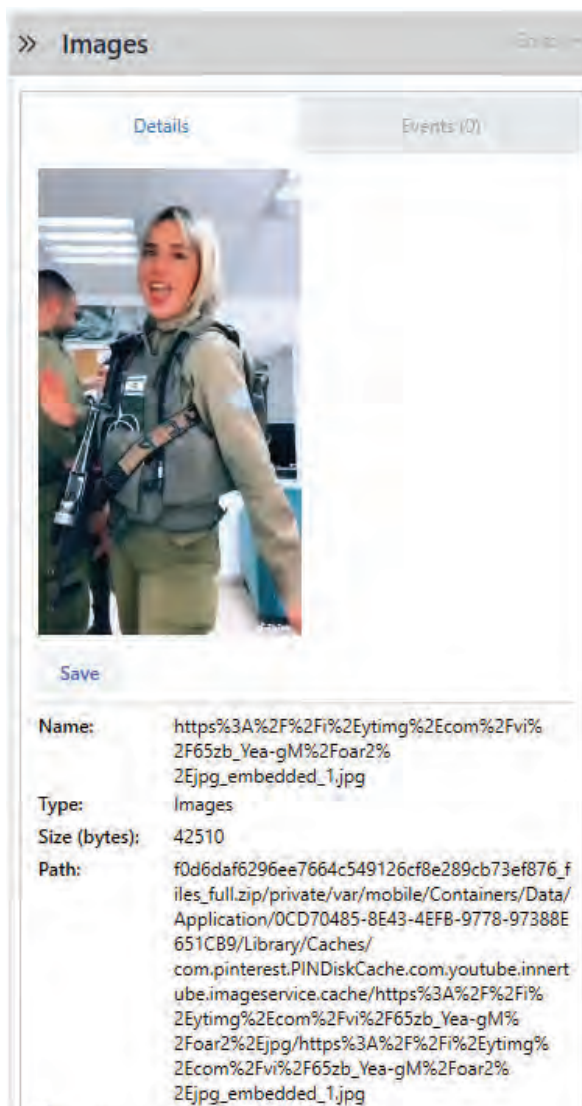 » Images
Details
Events (0)
Save
Name: https%3A%2F%2Fi%2Eytimg%2Ecom%2Fvi%
2F65zb_Yea-gM%2Foar2%
2Ejpg_embedded_1.jpg
Type: Images
Size (bytes): 42510
Path: f0d6daf6296ee7664c549126cf8e289cb73ef876_f
iles_full.zip/private/var/mobile/Containers/Data/
Application/0CD70485-8E43-4EFB-9778-97388E
651CB9/Library/Caches/
com.pinterest.PINDiskCache.com.youtube.innert
ube.imageservice.cache/https%3A%2F%2Fi%
2Eytimg%2Ecom%2Fvi%2F65zb_Yea-gM%
2Foar2%2Ejpg/https%3A%2F%2Fi%2Eytimg%
2Ecom%2Fvi%2F65zb_Yea-gM%2Foar2%
2Ejpg_embedded_1.jpg